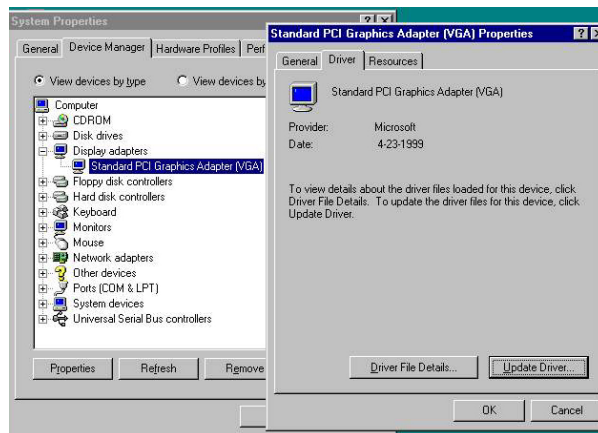 System Properties
General Device Manager Hardware Profiles Perf
View devices by type View devices by
Computer
CDROM
Disk drives
Display adapters
Standard PCI Graphics Adapter (VGA)
Floppy disk controllers
Hard disk controllers
Keyboard
Monitors
Mouse
Network adapters
Other devices
Ports (COM & LPT)
System devices
Universal Serial Bus controllers
Properties Refresh Remove
Standard PCI Graphics Adapter (VGA) Properties
General Driver Resources
Standard PCI Graphics Adapter (VGA)
Provider: Microsoft
Date: 4-23-1999
To view details about the driver files loaded for this device, click
Driver File Details. To update the driver files for this device, click
Update Driver.
Driver File Details... Update Driver...
OK Cancel